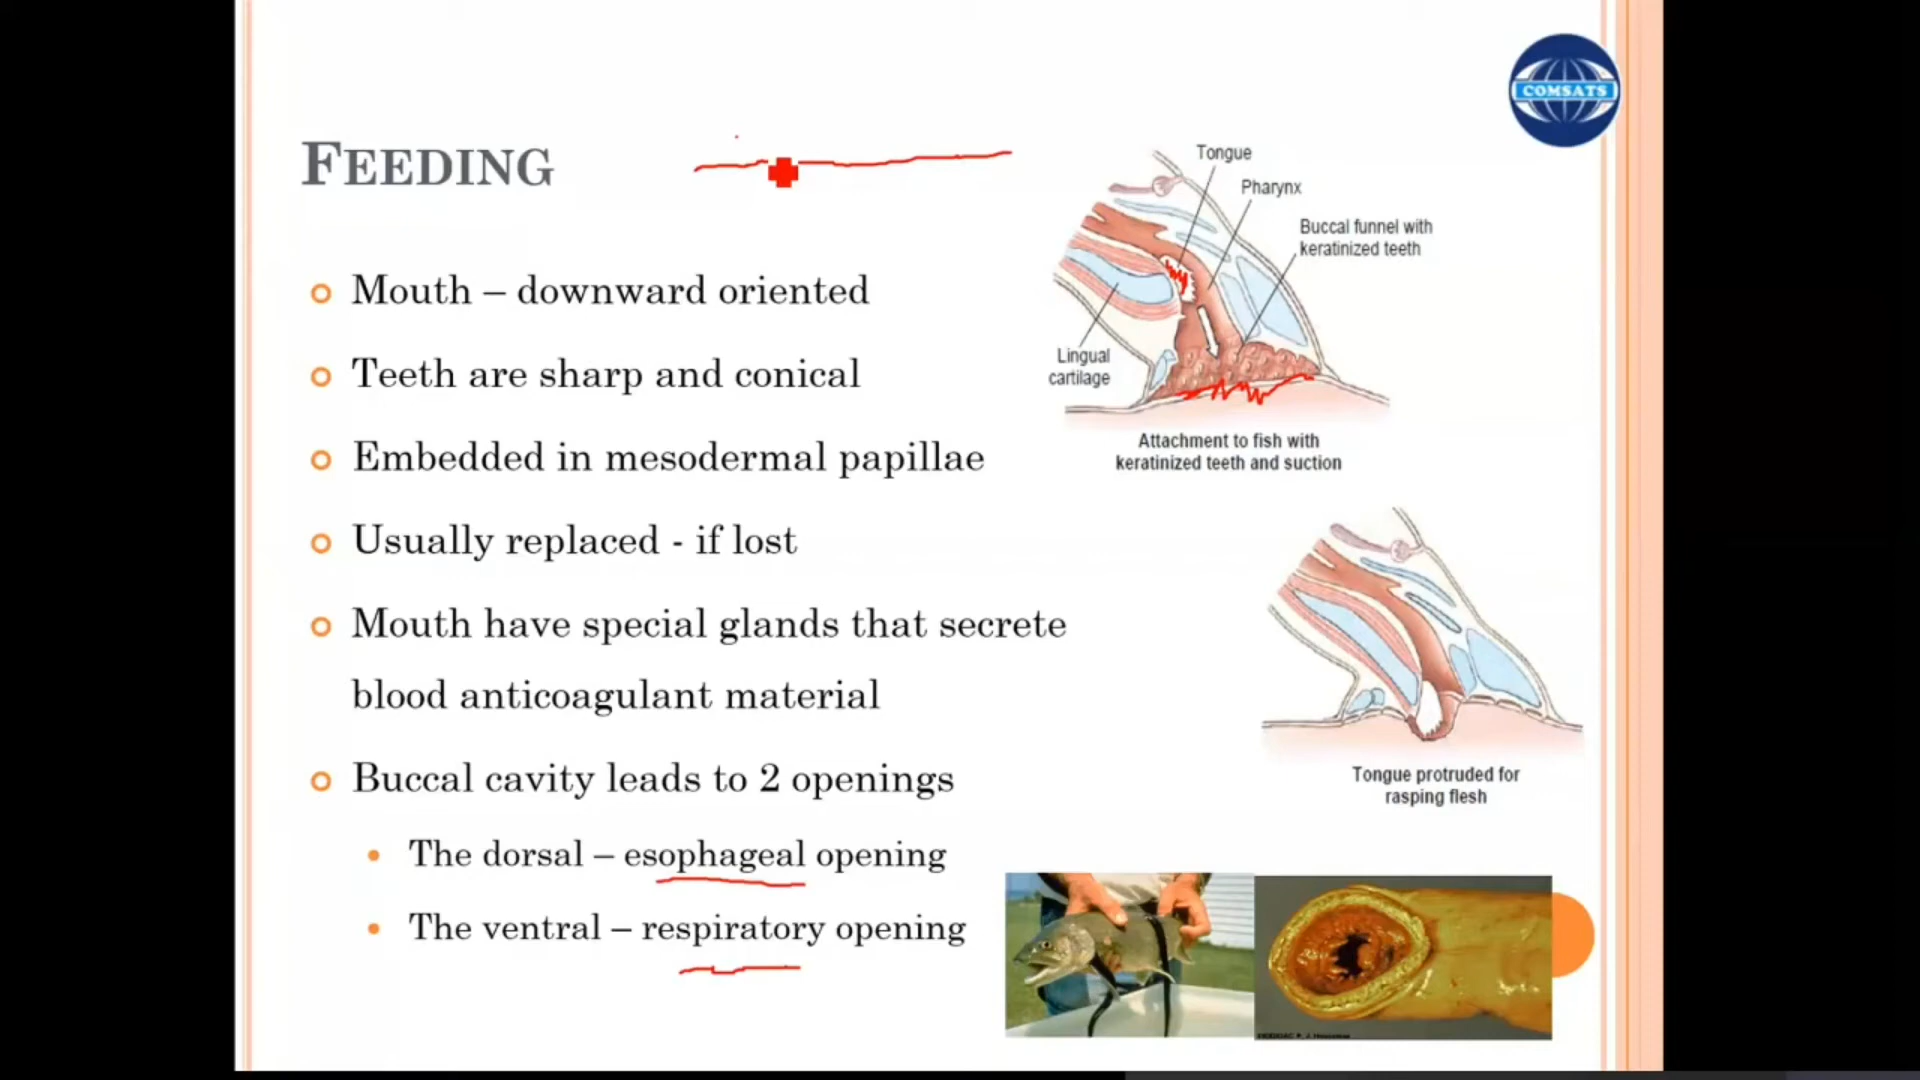 COMSATS
FEEDING
Mouth – downward oriented
Teeth are sharp and conical
Embedded in mesodermal papillae
Usually replaced - if lost
Mouth have special glands that secrete
blood anticoagulant material
Buccal cavity leads to 2 openings
The dorsal – esophageal opening
The ventral – respiratory opening
Tongue
Pharynx
Buccal funnel with
keratinized teeth
Lingual
cartilage
Attachment to fish with
keratinized teeth and suction
Tongue protruded for
rasping flesh